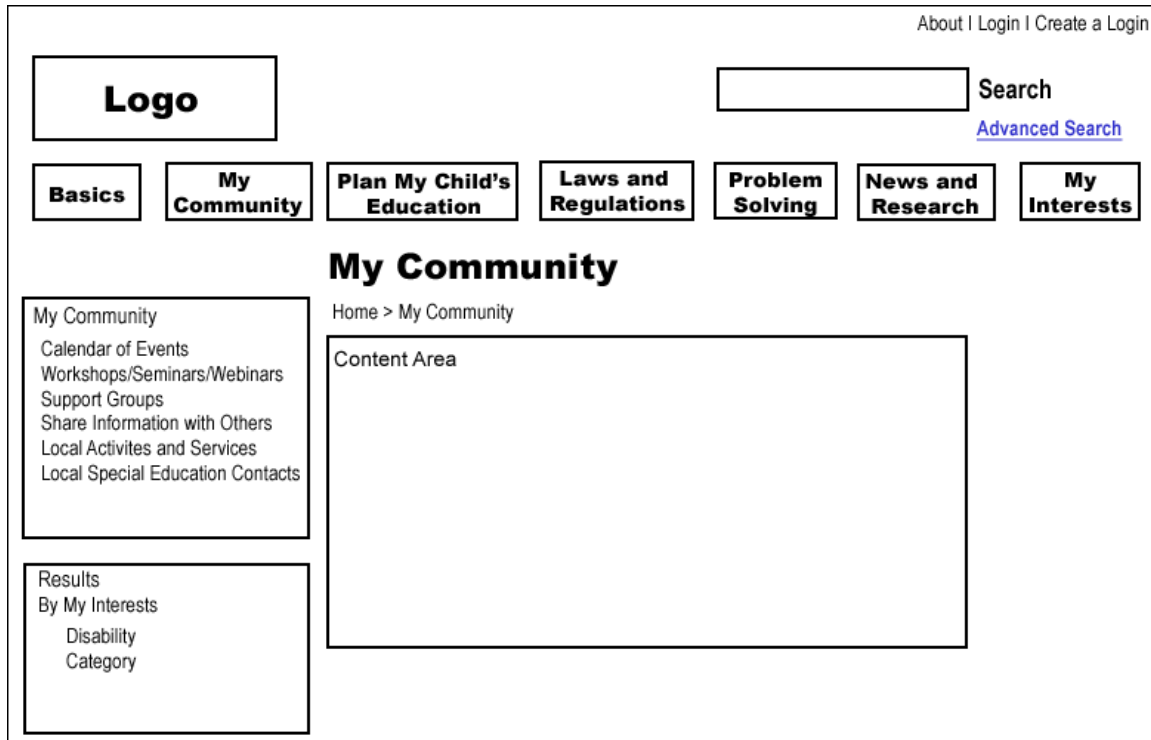 About I Login I Create a Login
Logo
Search
Advanced Search
Basics
My
Community
Plan My Child's
Education
Laws and
Regulations
Problem
Solving
News and
Research
My
Interests
My Community
Home > My Community
My Community
Calendar of Events
Workshops/Seminars/Webinars
Support Groups
Share Information with Others
Local Activites and Services
Local Special Education Contacts
Content Area
Results
By My Interests
Disability
Category